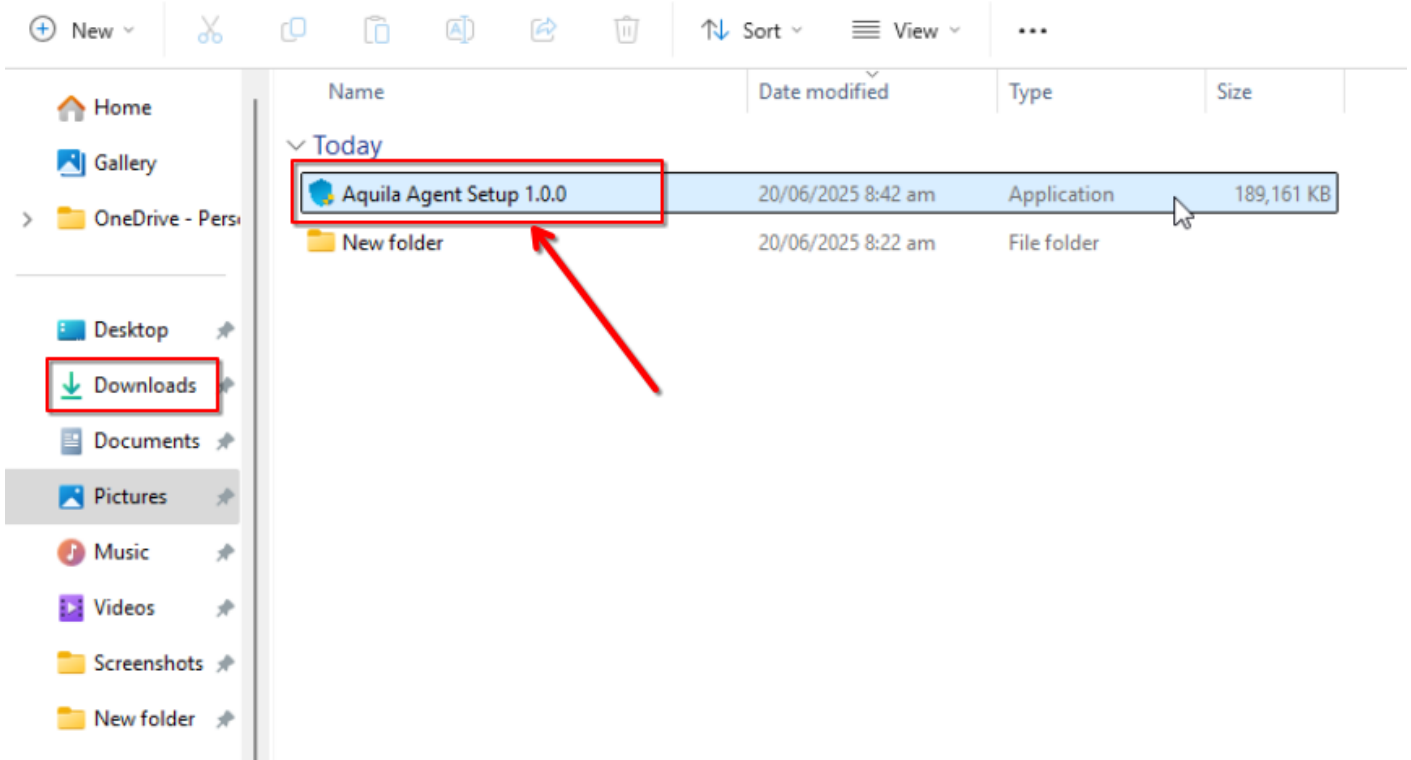 New Sort View
Name Date modified Type Size
Home
Today
Gallery
Aquila Agent Setup 1.0.0 20/06/2025 8:42 am Application 189,161 KB
OneDrive - Pers
New folder 20/06/2025 8:22 am File folder
Desktop
Downloads
Documents
Pictures
Music
Videos
Screenshots
New folder